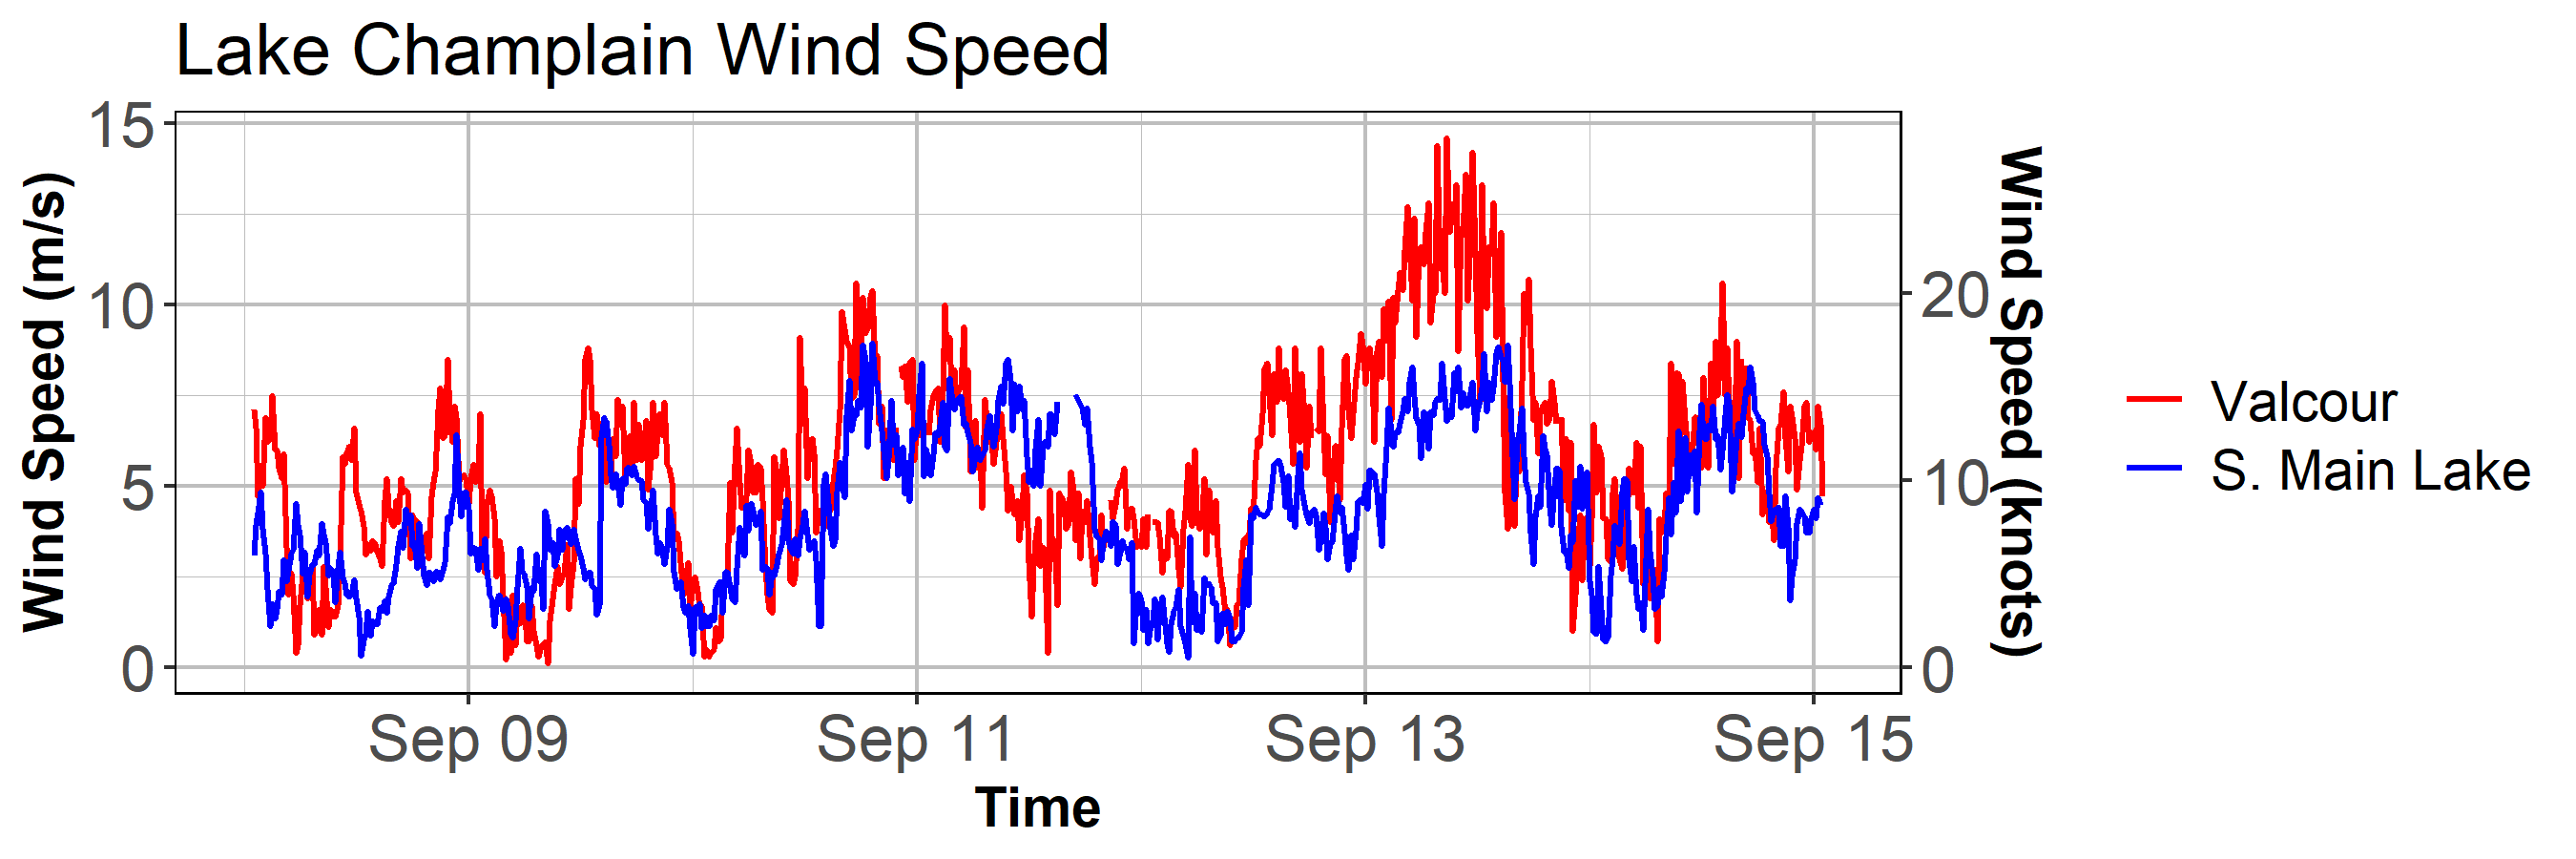 Lake Champlain Wind Speed
15
10
5
0
Wind Speed (m/s)
20
10
0
Wind Speed (knots)
Sep 09
Sep 11
Sep 13
Sep 15
Time
Valcour
S. Main Lake